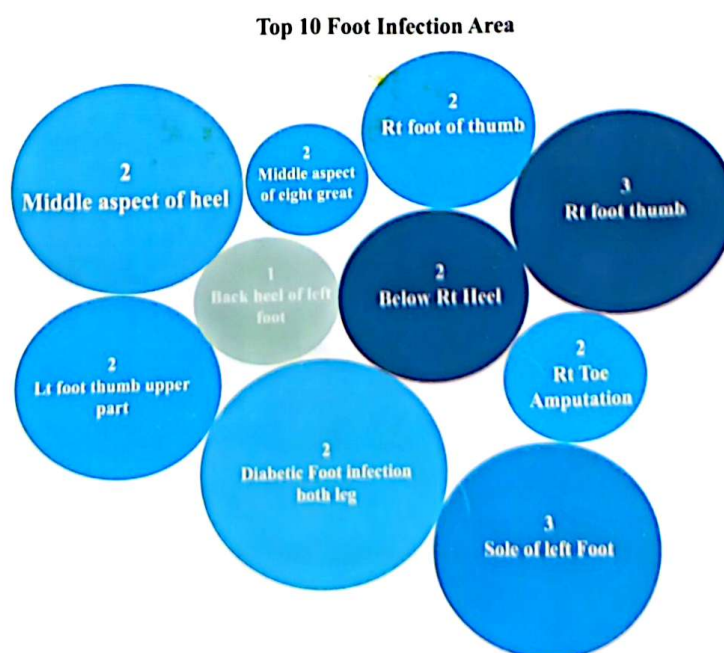 Top 10 Foot Infection Area
2
Middle aspect of heel
2
Middle aspect
of eight great
2
Rt foot of thumb
3
Rt foot thumb
1
Back heel of left
foot
2
Below Rt Heel
2
Lt foot thumb upper
part
2
Rt Toe
Amputation
2
Diabetic Foot infection
both leg
3
Sole of left Foot